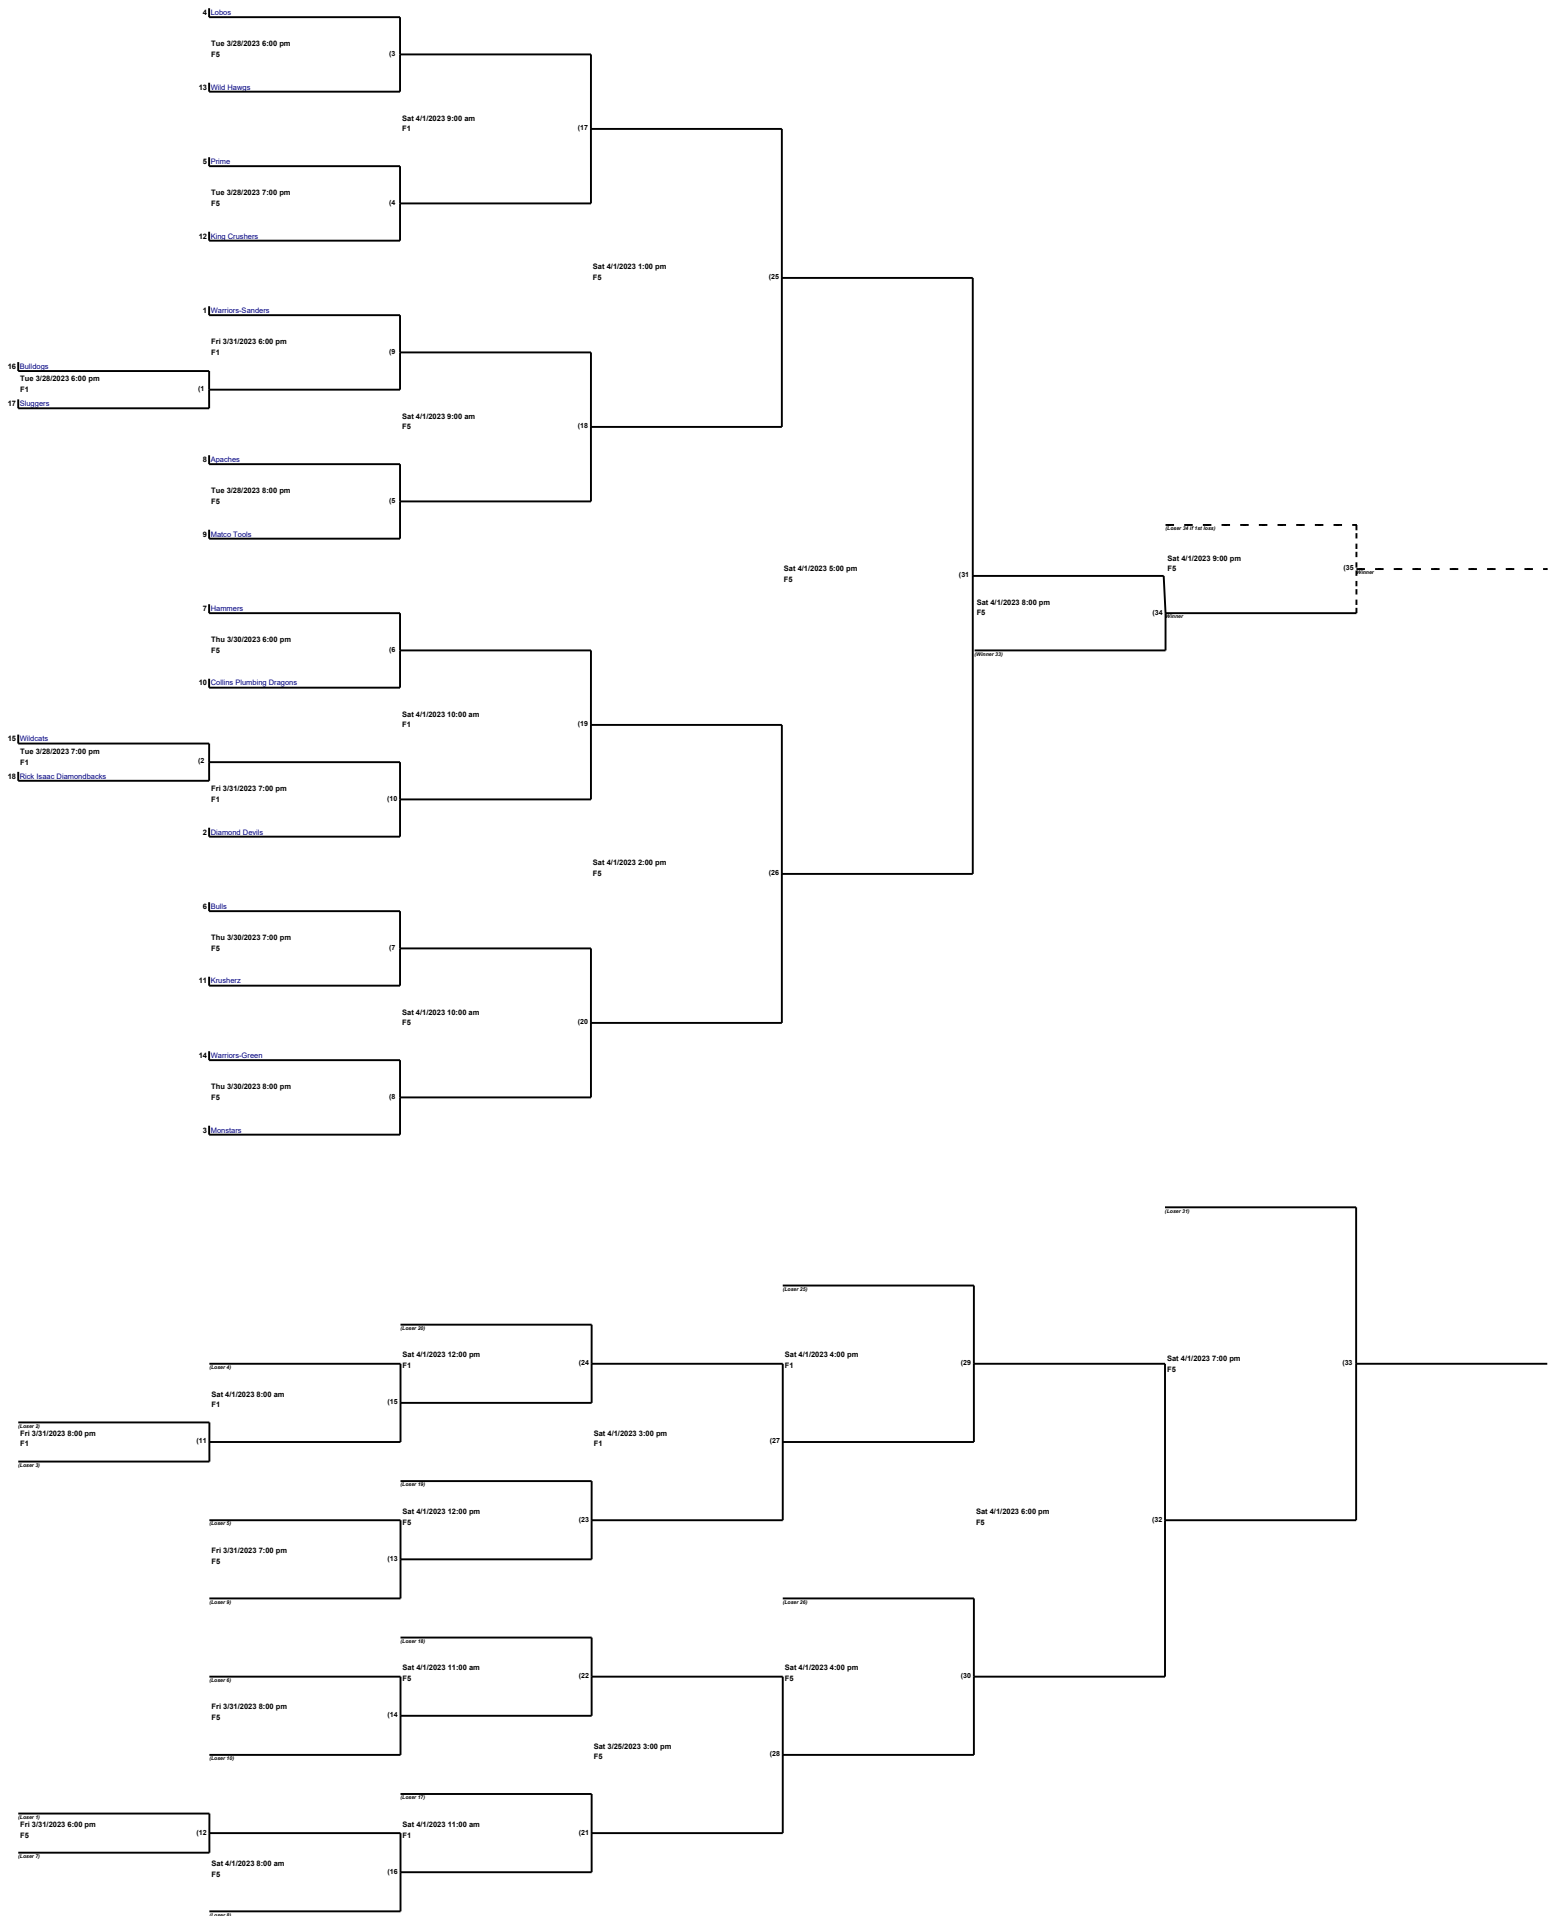 4 Lobos
Tue 3/28/2023 6:00 pm
F5
(3
13 Wild Hawgs
Sat 4/1/2023 9:00 am
F1
(17
5 Prime
Tue 3/28/2023 7:00 pm
F5
(4
12 King Crushers
Sat 4/1/2023 1:00 pm
F5
(25
1 Warriors-Sanders
Fri 3/31/2023 6:00 pm
F1
(9
16 Bulldogs
Tue 3/28/2023 6:00 pm
F1
(1
17 Sluggers
Sat 4/1/2023 9:00 am
F5
(18
8 Apaches
Tue 3/28/2023 8:00 pm
F5
(5
9 Matco Tools
(Loser 34 if 1st loss)
Sat 4/1/2023 9:00 pm
F5
(35
Winner
Sat 4/1/2023 5:00 pm
F5
(31
Sat 4/1/2023 8:00 pm
F5
(34
Winner
(Winner 33)
7 Hammers
Thu 3/30/2023 6:00 pm
F5
(6
10 Collins Plumbing Dragons
Sat 4/1/2023 10:00 am
F1
(19
15 Wildcats
Tue 3/28/2023 7:00 pm
F1
(2
18 Rick Isaac Diamondbacks
Fri 3/31/2023 7:00 pm
F1
(10
2 Diamond Devils
Sat 4/1/2023 2:00 pm
F5
(26
6 Bulls
Thu 3/30/2023 7:00 pm
F5
(7
11 Krusherz
Sat 4/1/2023 10:00 am
F5
(20
14 Warriors-Green
Thu 3/30/2023 8:00 pm
F5
(8
3 Monstars
(Loser 31)
(Loser 25)
(Loser 20)
Sat 4/1/2023 12:00 pm
F1
(24
Sat 4/1/2023 4:00 pm
F1
(29
Sat 4/1/2023 7:00 pm
F5
(33
(Loser 4)
Sat 4/1/2023 8:00 am
F1
(15
(Loser 2)
Fri 3/31/2023 8:00 pm
F1
(11
(Loser 3)
Sat 4/1/2023 3:00 pm
F1
(27
(Loser 19)
Sat 4/1/2023 12:00 pm
F5
(23
Sat 4/1/2023 6:00 pm
F5
(32
(Loser 5)
Fri 3/31/2023 7:00 pm
F5
(13
(Loser 9)
(Loser 26)
(Loser 18)
Sat 4/1/2023 11:00 am
F5
(22
Sat 4/1/2023 4:00 pm
F5
(30
(Loser 6)
Fri 3/31/2023 8:00 pm
F5
(14
(Loser 10)
Sat 3/25/2023 3:00 pm
F5
(28
(Loser 17)
Sat 4/1/2023 11:00 am
F1
(21
(Loser 1)
Fri 3/31/2023 6:00 pm
F5
(12
(Loser 7)
Sat 4/1/2023 8:00 am
F5
(16
(Loser 8)